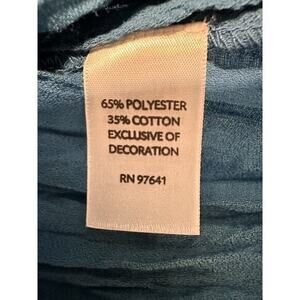 65% POLYESTER
35% COTTON
EXCLUSIVE OF
DECORATION
RN 97641